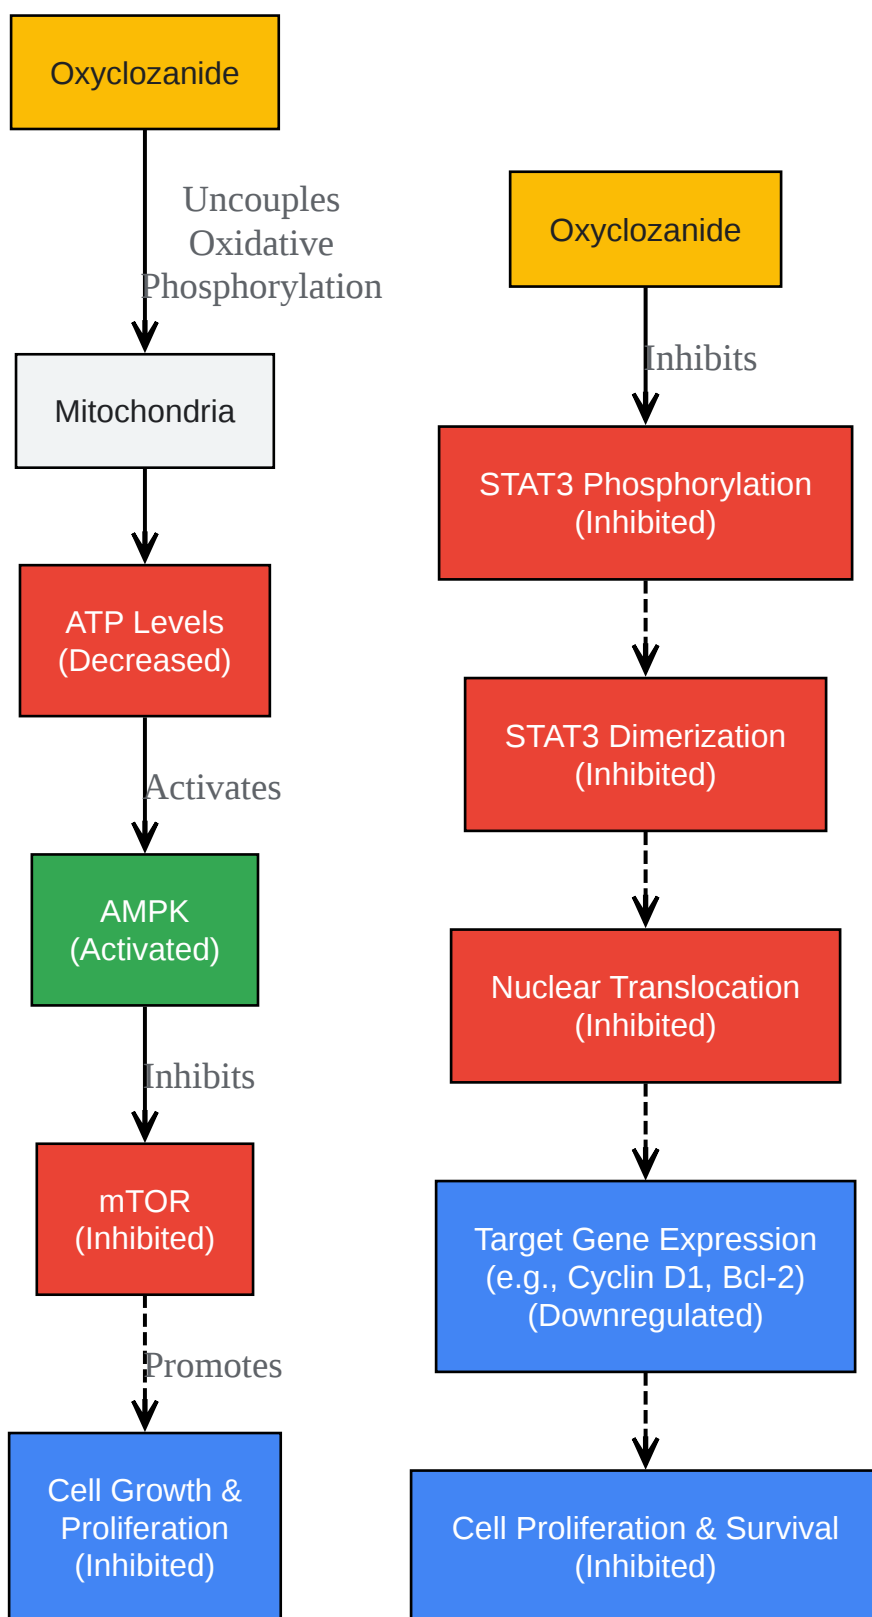 Oxyclozanide
Uncouples
Oxidative
Phosphorylation
Mitochondria
ATP Levels
(Decreased)
Activates
AMPK
(Activated)
Inhibits
mTOR
(Inhibited)
Promotes
Cell Growth &
Proliferation
(Inhibited)
Oxyclozanide
Inhibits
STAT3 Phosphorylation
(Inhibited)
STAT3 Dimerization
(Inhibited)
Nuclear Translocation
(Inhibited)
Target Gene Expression
(e.g., Cyclin D1, Bcl-2)
(Downregulated)
Cell Proliferation & Survival
(Inhibited)